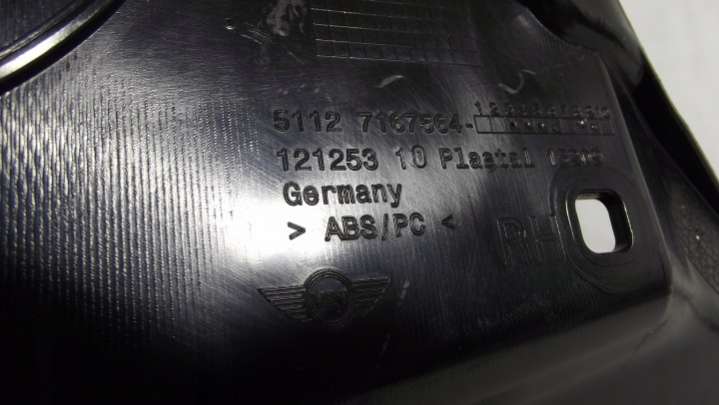 5112 7167564-
121253 10 Plastal
Germany
> ABS/PC <
RH